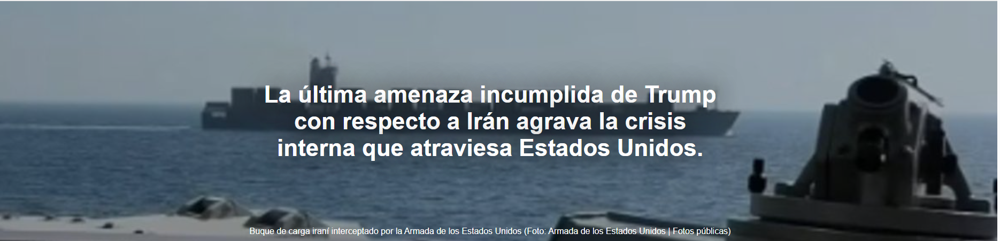 La última amenaza incumplida de Trump
con respecto a Irán agrava la crisis
interna que atraviesa Estados Unidos.
Buque de carga iraní interceptado por la Armada de los Estados Unidos (Foto: Armada de los Estados Unidos | Fotos públicas)